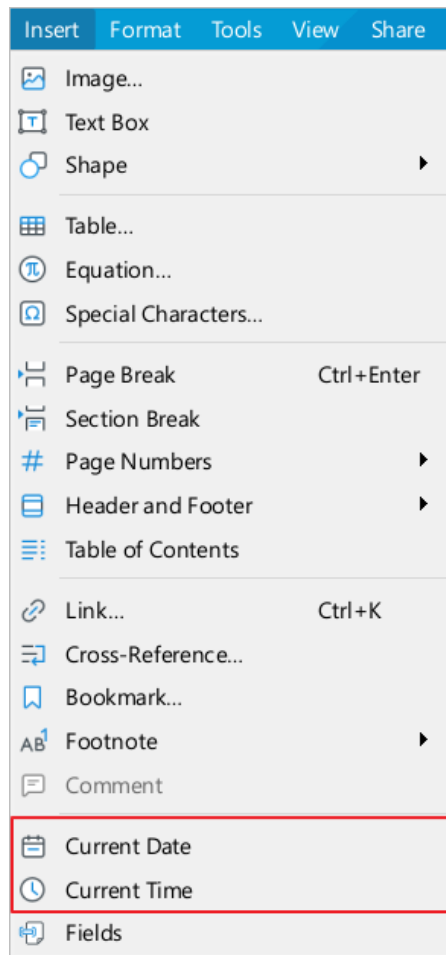 Insert Format Tools View Share
Image...
T Text Box
Shape
Table...
π Equation...
Ω Special Characters...
Page Break Ctrl+Enter
Section Break
# Page Numbers
Header and Footer
Table of Contents
Link... Ctrl+K
Cross-Reference...
Bookmark...
AB1 Footnote
Comment
Current Date
Current Time
Fields